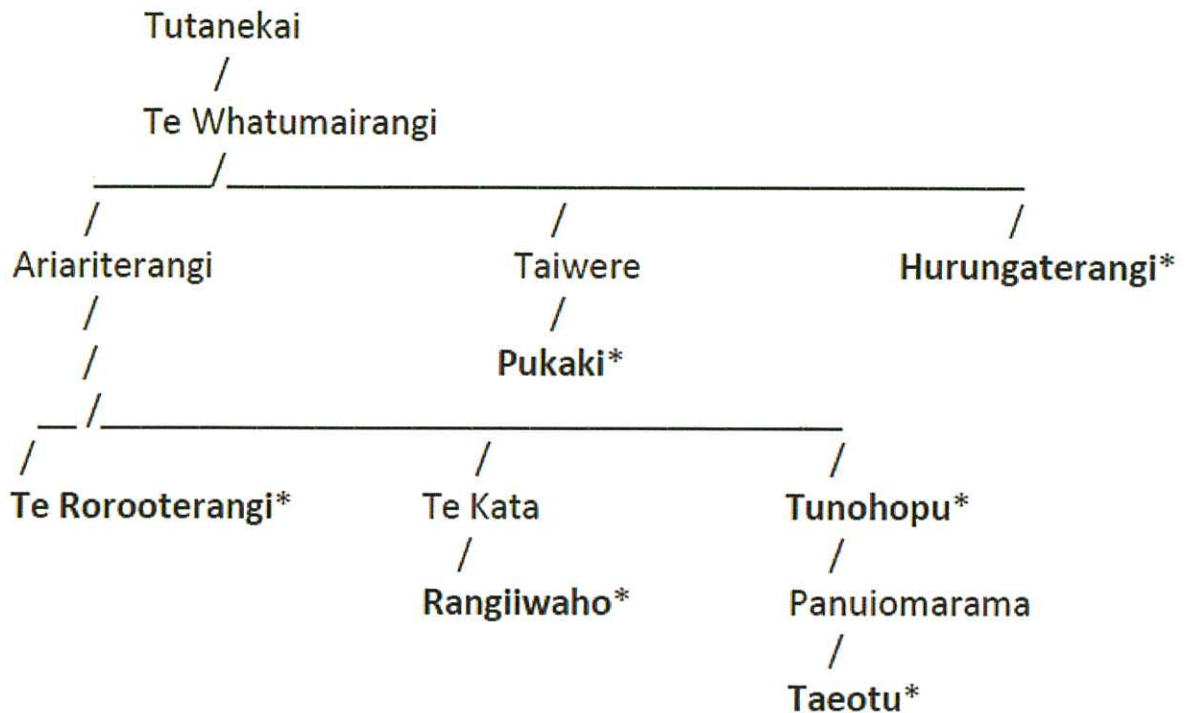 Tutanekai
/
Te Whatumairangi
/
/ / /
Ariariterangi Taiwere Hurungaterangi*
/ /
/ Pukaki*
/
/ / /
Te Rorooterangi* Te Kata Tunohopu*
/ /
Rangiiwaho* Panuiomarama
/
Taeotu*